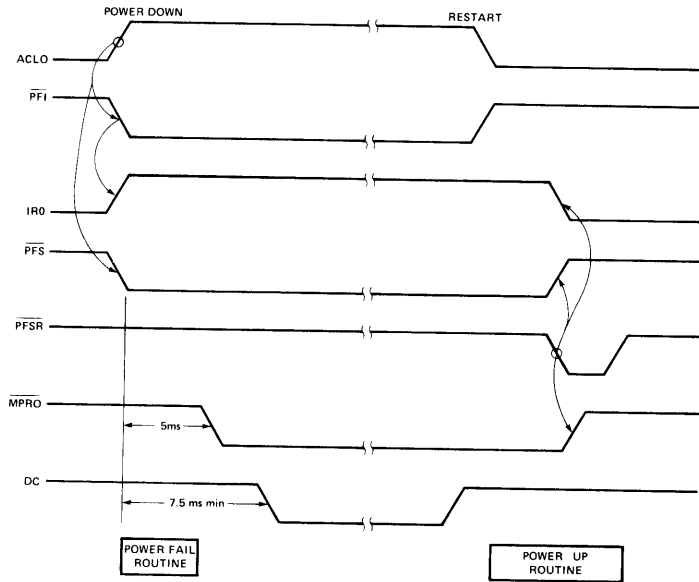 POWER DOWN
RESTART
ACLO
PFI
IR0
PFS
PFSR
MPRO
5ms
DC
7.5 ms min
POWER FAIL
ROUTINE
POWER UP
ROUTINE